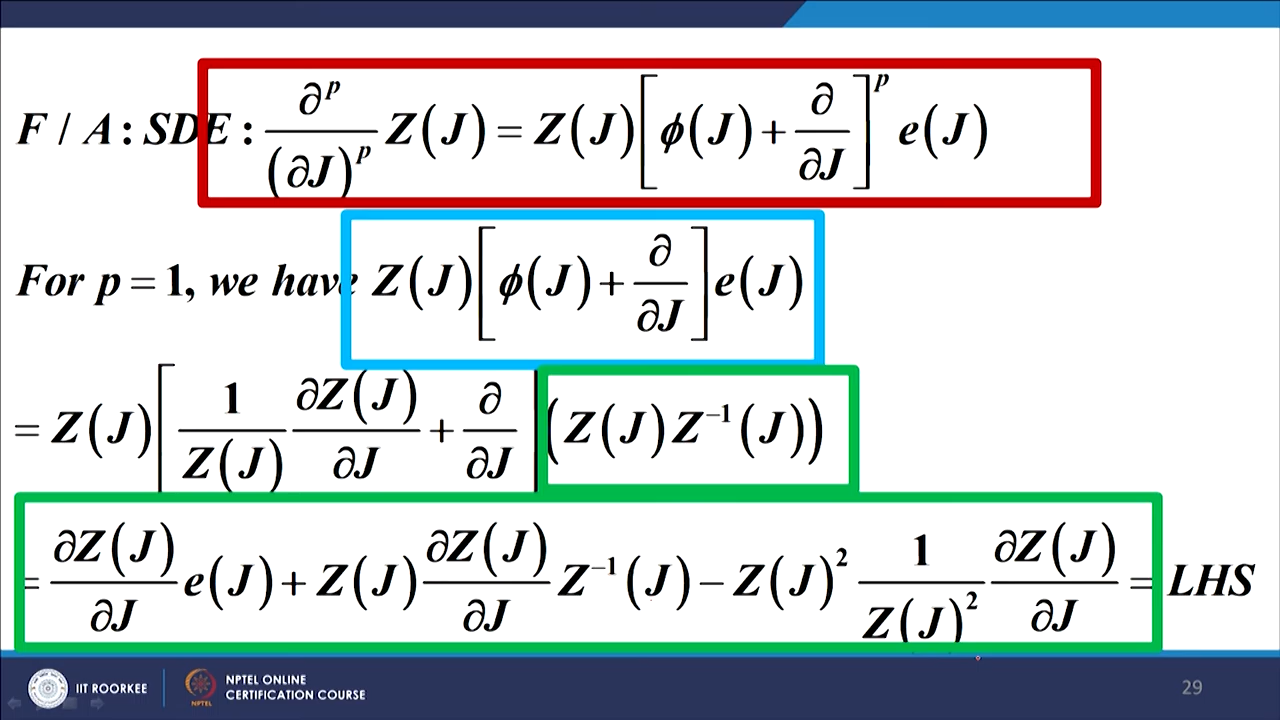 F / A : SDE : ∂^p / (∂J)^p Z(J) = Z(J) [ϕ(J) + ∂/∂J]^p e(J)
For p = 1, we have Z(J) [ϕ(J) + ∂/∂J] e(J)
= Z(J) [1/Z(J) ∂Z(J)/∂J + ∂/∂J] (Z(J) Z⁻¹(J))
= ∂Z(J)/∂J e(J) + Z(J) ∂Z(J)/∂J Z⁻¹(J) − Z(J)² 1/Z(J)² ∂Z(J)/∂J = LHS
IIT ROORKEE
NPTEL
NPTEL ONLINE
CERTIFICATION COURSE
29